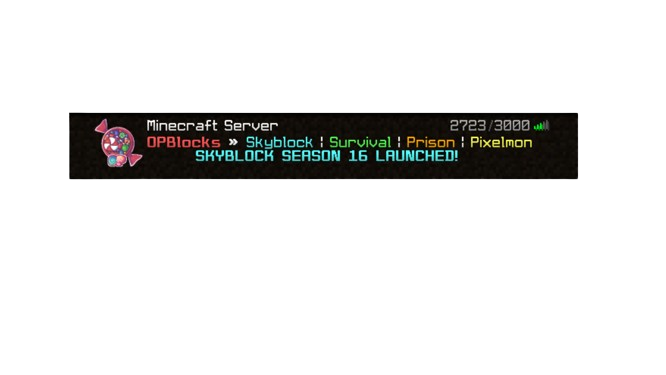 Minecraft Server 2723/3000
OPBlocks » Skyblock ¦ Survival ¦ Prison ¦ Pixelmon
SKYBLOCK SEASON 16 LAUNCHED!